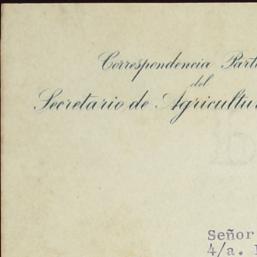 Correspondencia Part
del
Secretario de Agricultur
Señor
4/a.